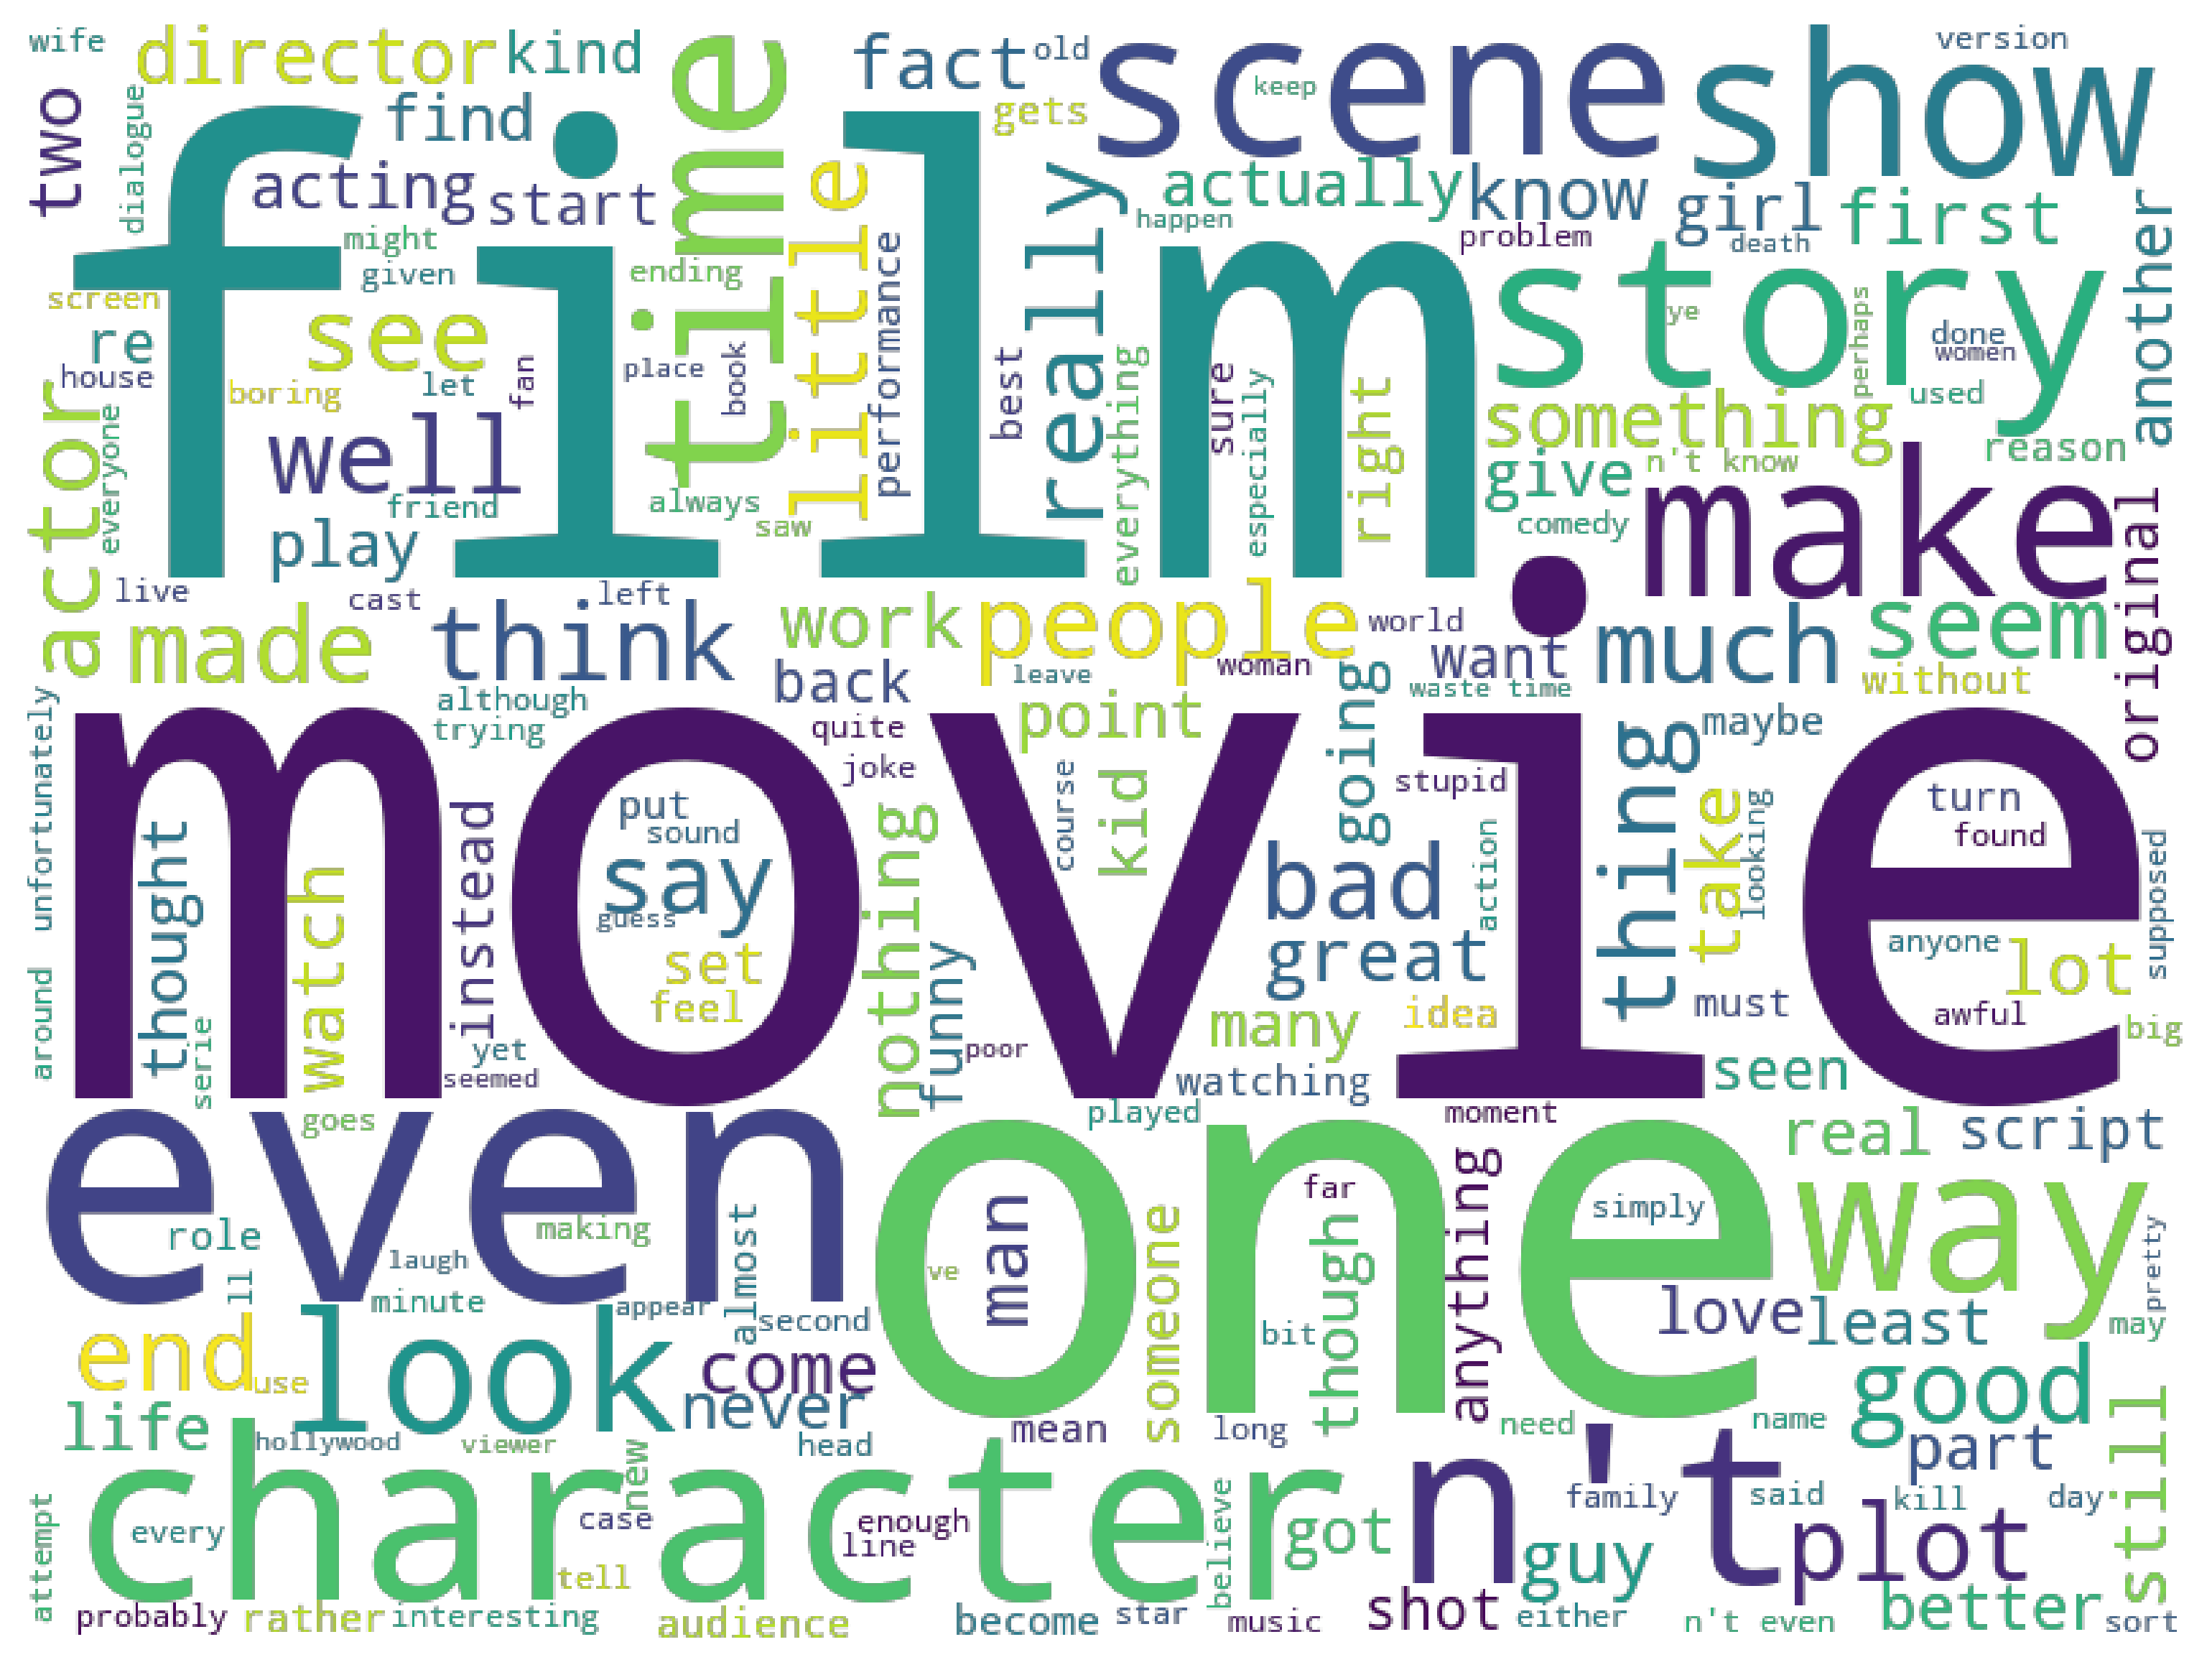 wife
director
kind
fact
old
scene
show
version
two
dialogue
find
time
gets
keep
film
acting
start
little
really
actually
know
girl
first
another
might
given
ending
performance
happen
problem
death
story
screen
see
re
house
boring
let
fan
place
book
best
everything
sure
especially
right
ye
perhaps
done
women
used
something
reason
actor
everyone
well
friend
play
always
saw
give
n't know
comedy
make
original
live
cast
left
made
think
work
people
world
woman
want
much
seem
without
although
trying
back
quite
joke
leave
point
going
waste time
maybe
thing
movie
unfortunately
thought
watch
instead
put
sound
say
guess
set
feel
nothing
funny
course
kid
stupid
action
bad
great
many
idea
take
looking
turn
found
must
anyone
awful
lot
supposed
big
around
serie
yet
seemed
poor
watching
seen
goes
played
moment
real
script
even
one
way
role
making
almost
man
far
simply
someone
though
anything
ll
laugh
minute
appear
second
ve
bit
love
least
may
pretty
end
use
look
come
never
good
life
hollywood
viewer
new
head
mean
long
need
name
part
still
character
n't
plot
attempt
every
case
enough
line
believe
got
family
said
kill
day
tell
guy
probably
rather
interesting
audience
become
star
music
shot
either
n't even
better
sort